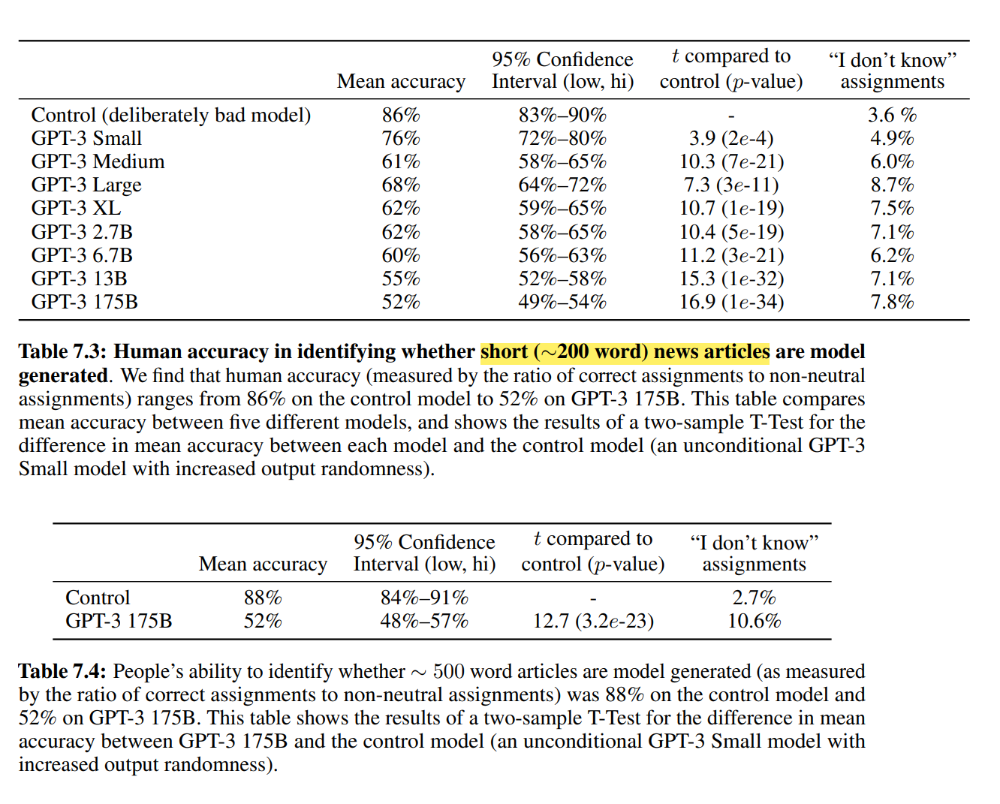 Mean accuracy 95% Confidence Interval (low, hi) t compared to control (p-value) “I don’t know” assignments
Control (deliberately bad model) 86% 83%–90% - 3.6 %
GPT-3 Small 76% 72%–80% 3.9 (2e-4) 4.9%
GPT-3 Medium 61% 58%–65% 10.3 (7e-21) 6.0%
GPT-3 Large 68% 64%–72% 7.3 (3e-11) 8.7%
GPT-3 XL 62% 59%–65% 10.7 (1e-19) 7.5%
GPT-3 2.7B 62% 58%–65% 10.4 (5e-19) 7.1%
GPT-3 6.7B 60% 56%–63% 11.2 (3e-21) 6.2%
GPT-3 13B 55% 52%–58% 15.3 (1e-32) 7.1%
GPT-3 175B 52% 49%–54% 16.9 (1e-34) 7.8%
Table 7.3: Human accuracy in identifying whether short (∼200 word) news articles are model
generated. We find that human accuracy (measured by the ratio of correct assignments to non-neutral
assignments) ranges from 86% on the control model to 52% on GPT-3 175B. This table compares
mean accuracy between five different models, and shows the results of a two-sample T-Test for the
difference in mean accuracy between each model and the control model (an unconditional GPT-3
Small model with increased output randomness).
Mean accuracy 95% Confidence Interval (low, hi) t compared to control (p-value) “I don’t know” assignments
Control 88% 84%–91% - 2.7%
GPT-3 175B 52% 48%–57% 12.7 (3.2e-23) 10.6%
Table 7.4: People’s ability to identify whether ∼ 500 word articles are model generated (as measured
by the ratio of correct assignments to non-neutral assignments) was 88% on the control model and
52% on GPT-3 175B. This table shows the results of a two-sample T-Test for the difference in mean
accuracy between GPT-3 175B and the control model (an unconditional GPT-3 Small model with
increased output randomness).